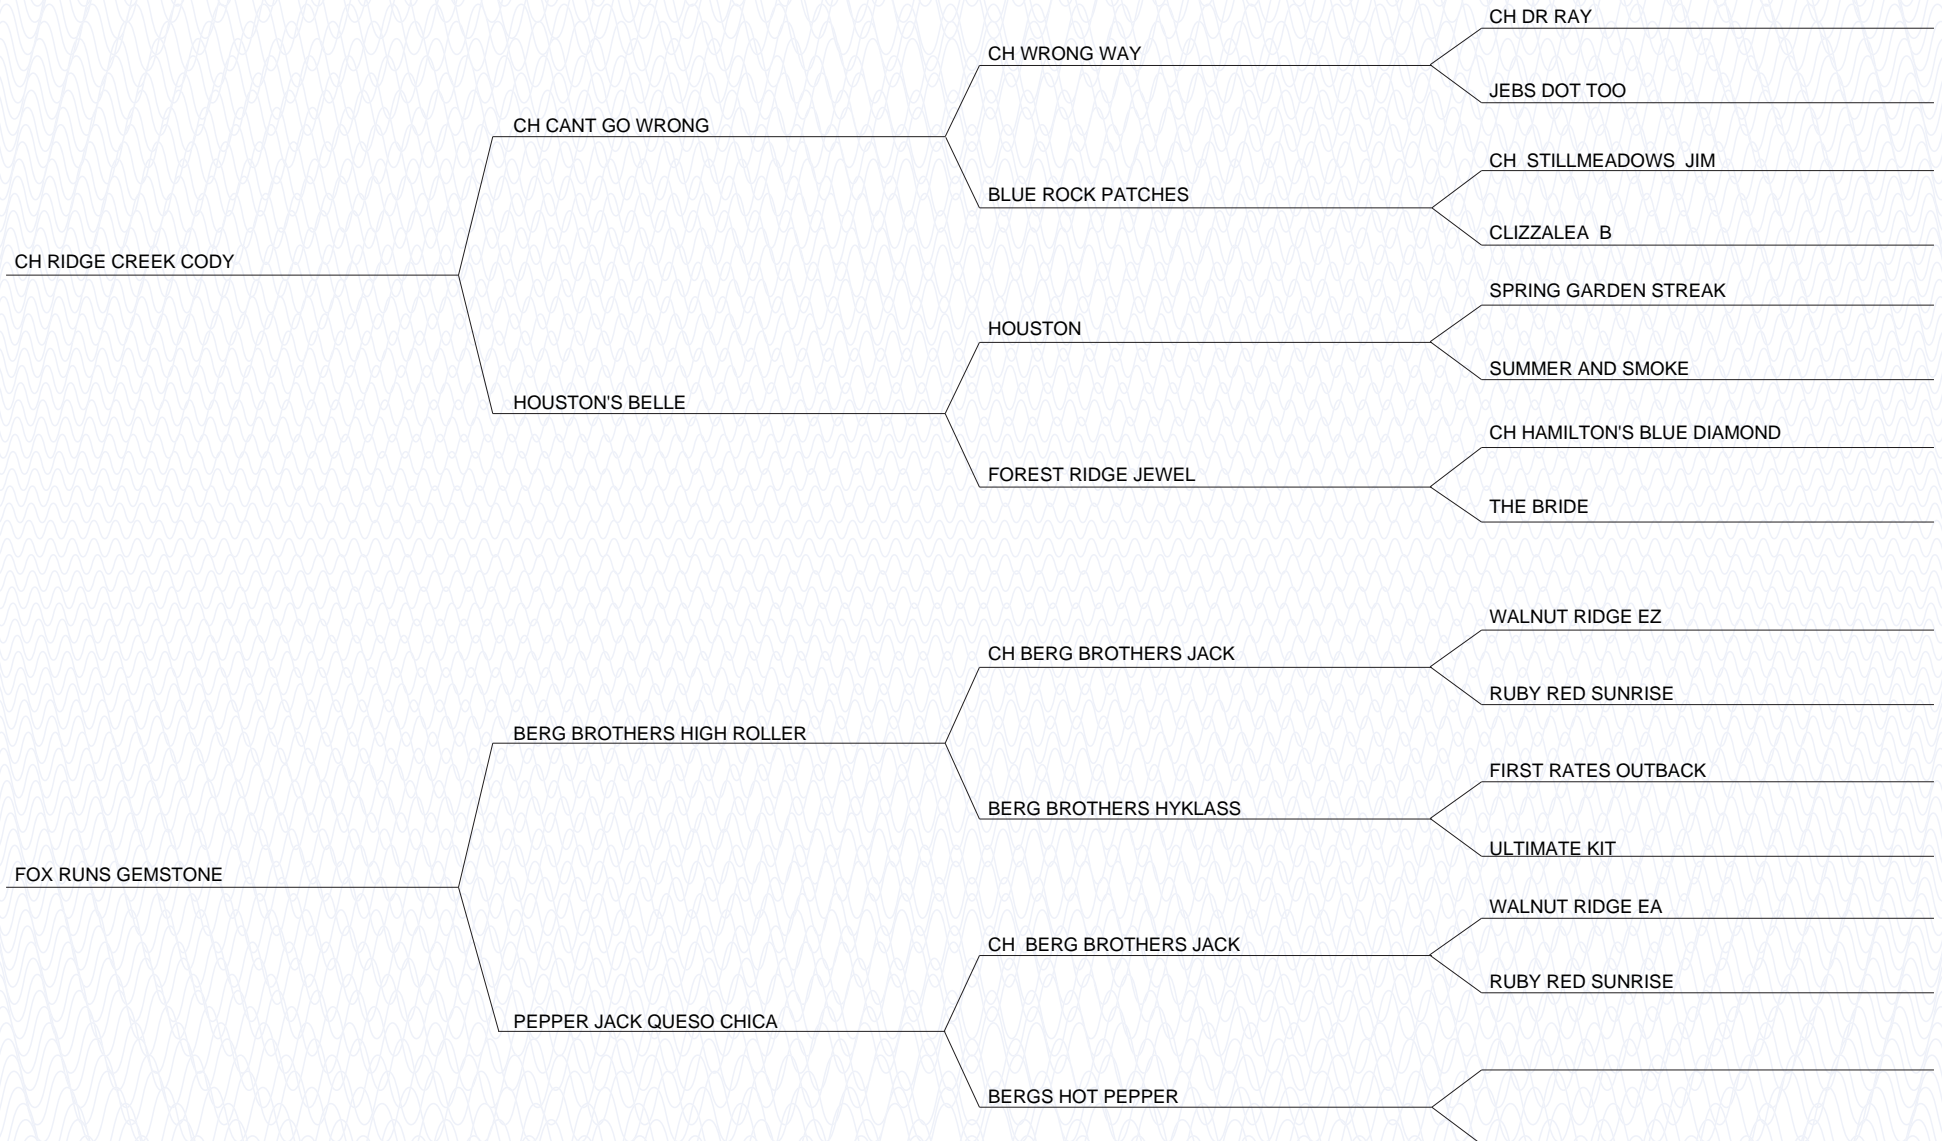 CH DR RAY
CH WRONG WAY
JEBS DOT TOO
CH CANT GO WRONG
CH  STILLMEADOWS  JIM
BLUE ROCK PATCHES
CLIZZALEA  B
CH RIDGE CREEK CODY
SPRING GARDEN STREAK
HOUSTON
SUMMER AND SMOKE
HOUSTON'S BELLE
CH HAMILTON'S BLUE DIAMOND
FOREST RIDGE JEWEL
THE BRIDE
WALNUT RIDGE EZ
CH BERG BROTHERS JACK
RUBY RED SUNRISE
BERG BROTHERS HIGH ROLLER
FIRST RATES OUTBACK
BERG BROTHERS HYKLASS
ULTIMATE KIT
FOX RUNS GEMSTONE
WALNUT RIDGE EA
CH  BERG BROTHERS JACK
RUBY RED SUNRISE
PEPPER JACK QUESO CHICA
BERGS HOT PEPPER